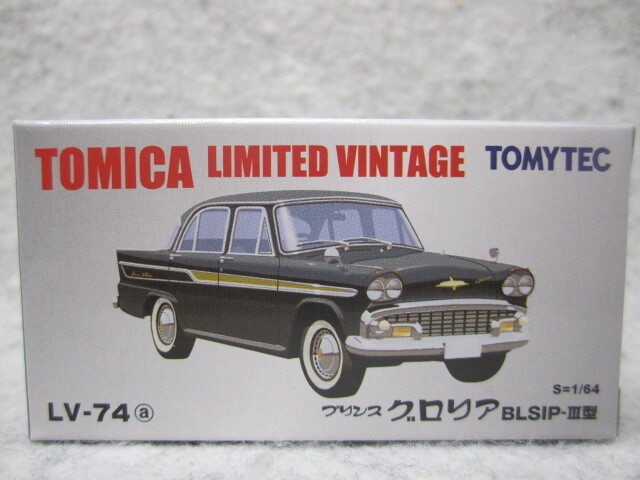 TOMICA LIMITED VINTAGE TOMYTEC
S=1/64
LV-74 ⓐ プリンス グロリア BLSIP-Ⅲ型